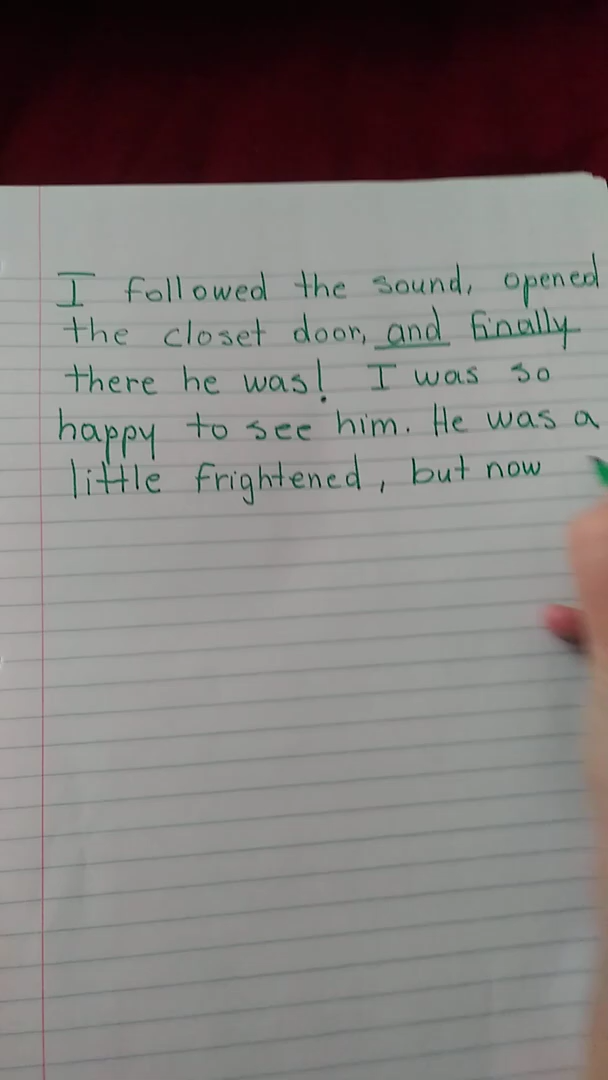 I followed the sound, opened
the closet door, and finally
there he was! I was so
happy to see him. He was a
little frightened, but now